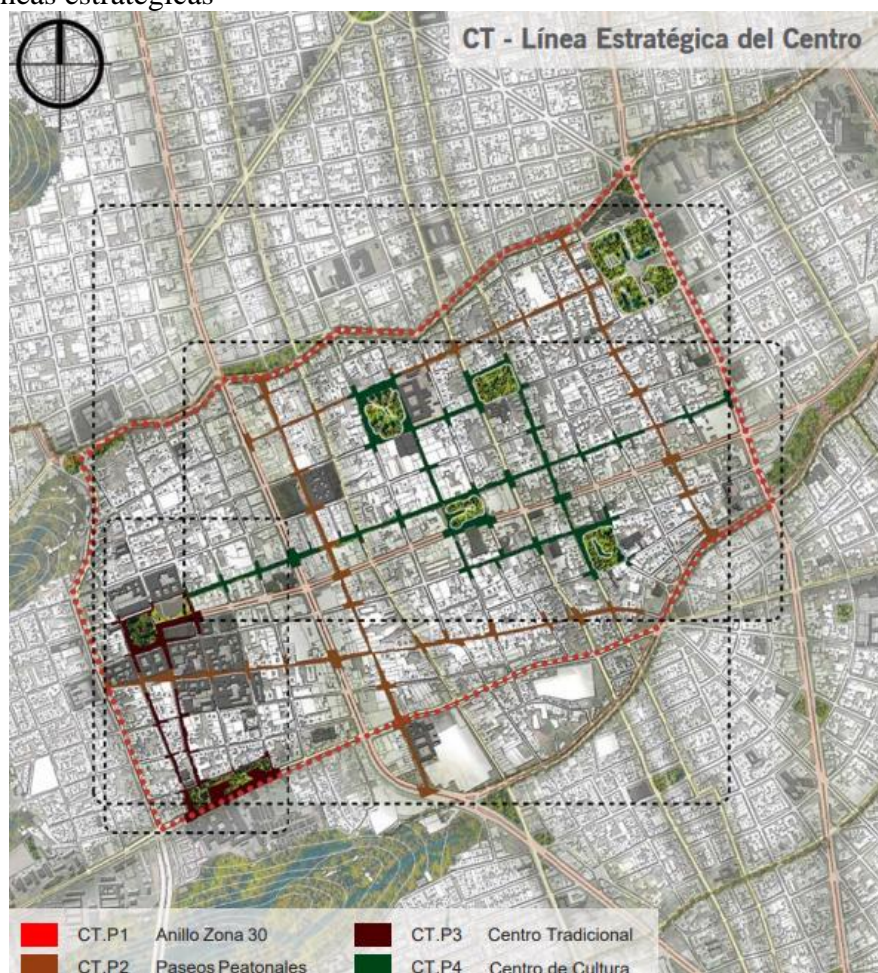 neas estratégicas
CT - Línea Estratégica del Centro
CT.P1 Anillo Zona 30
CT.P2 Paseos Peatonales
CT.P3 Centro Tradicional
CT.P4 Centro de Cultura